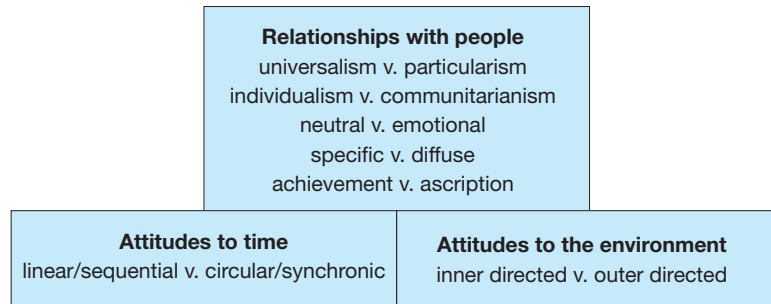 Relationships with people
universalism v. particularism
individualism v. communitarianism
neutral v. emotional
specific v. diffuse
achievement v. ascription
Attitudes to time
linear/sequential v. circular/synchronic
Attitudes to the environment
inner directed v. outer directed